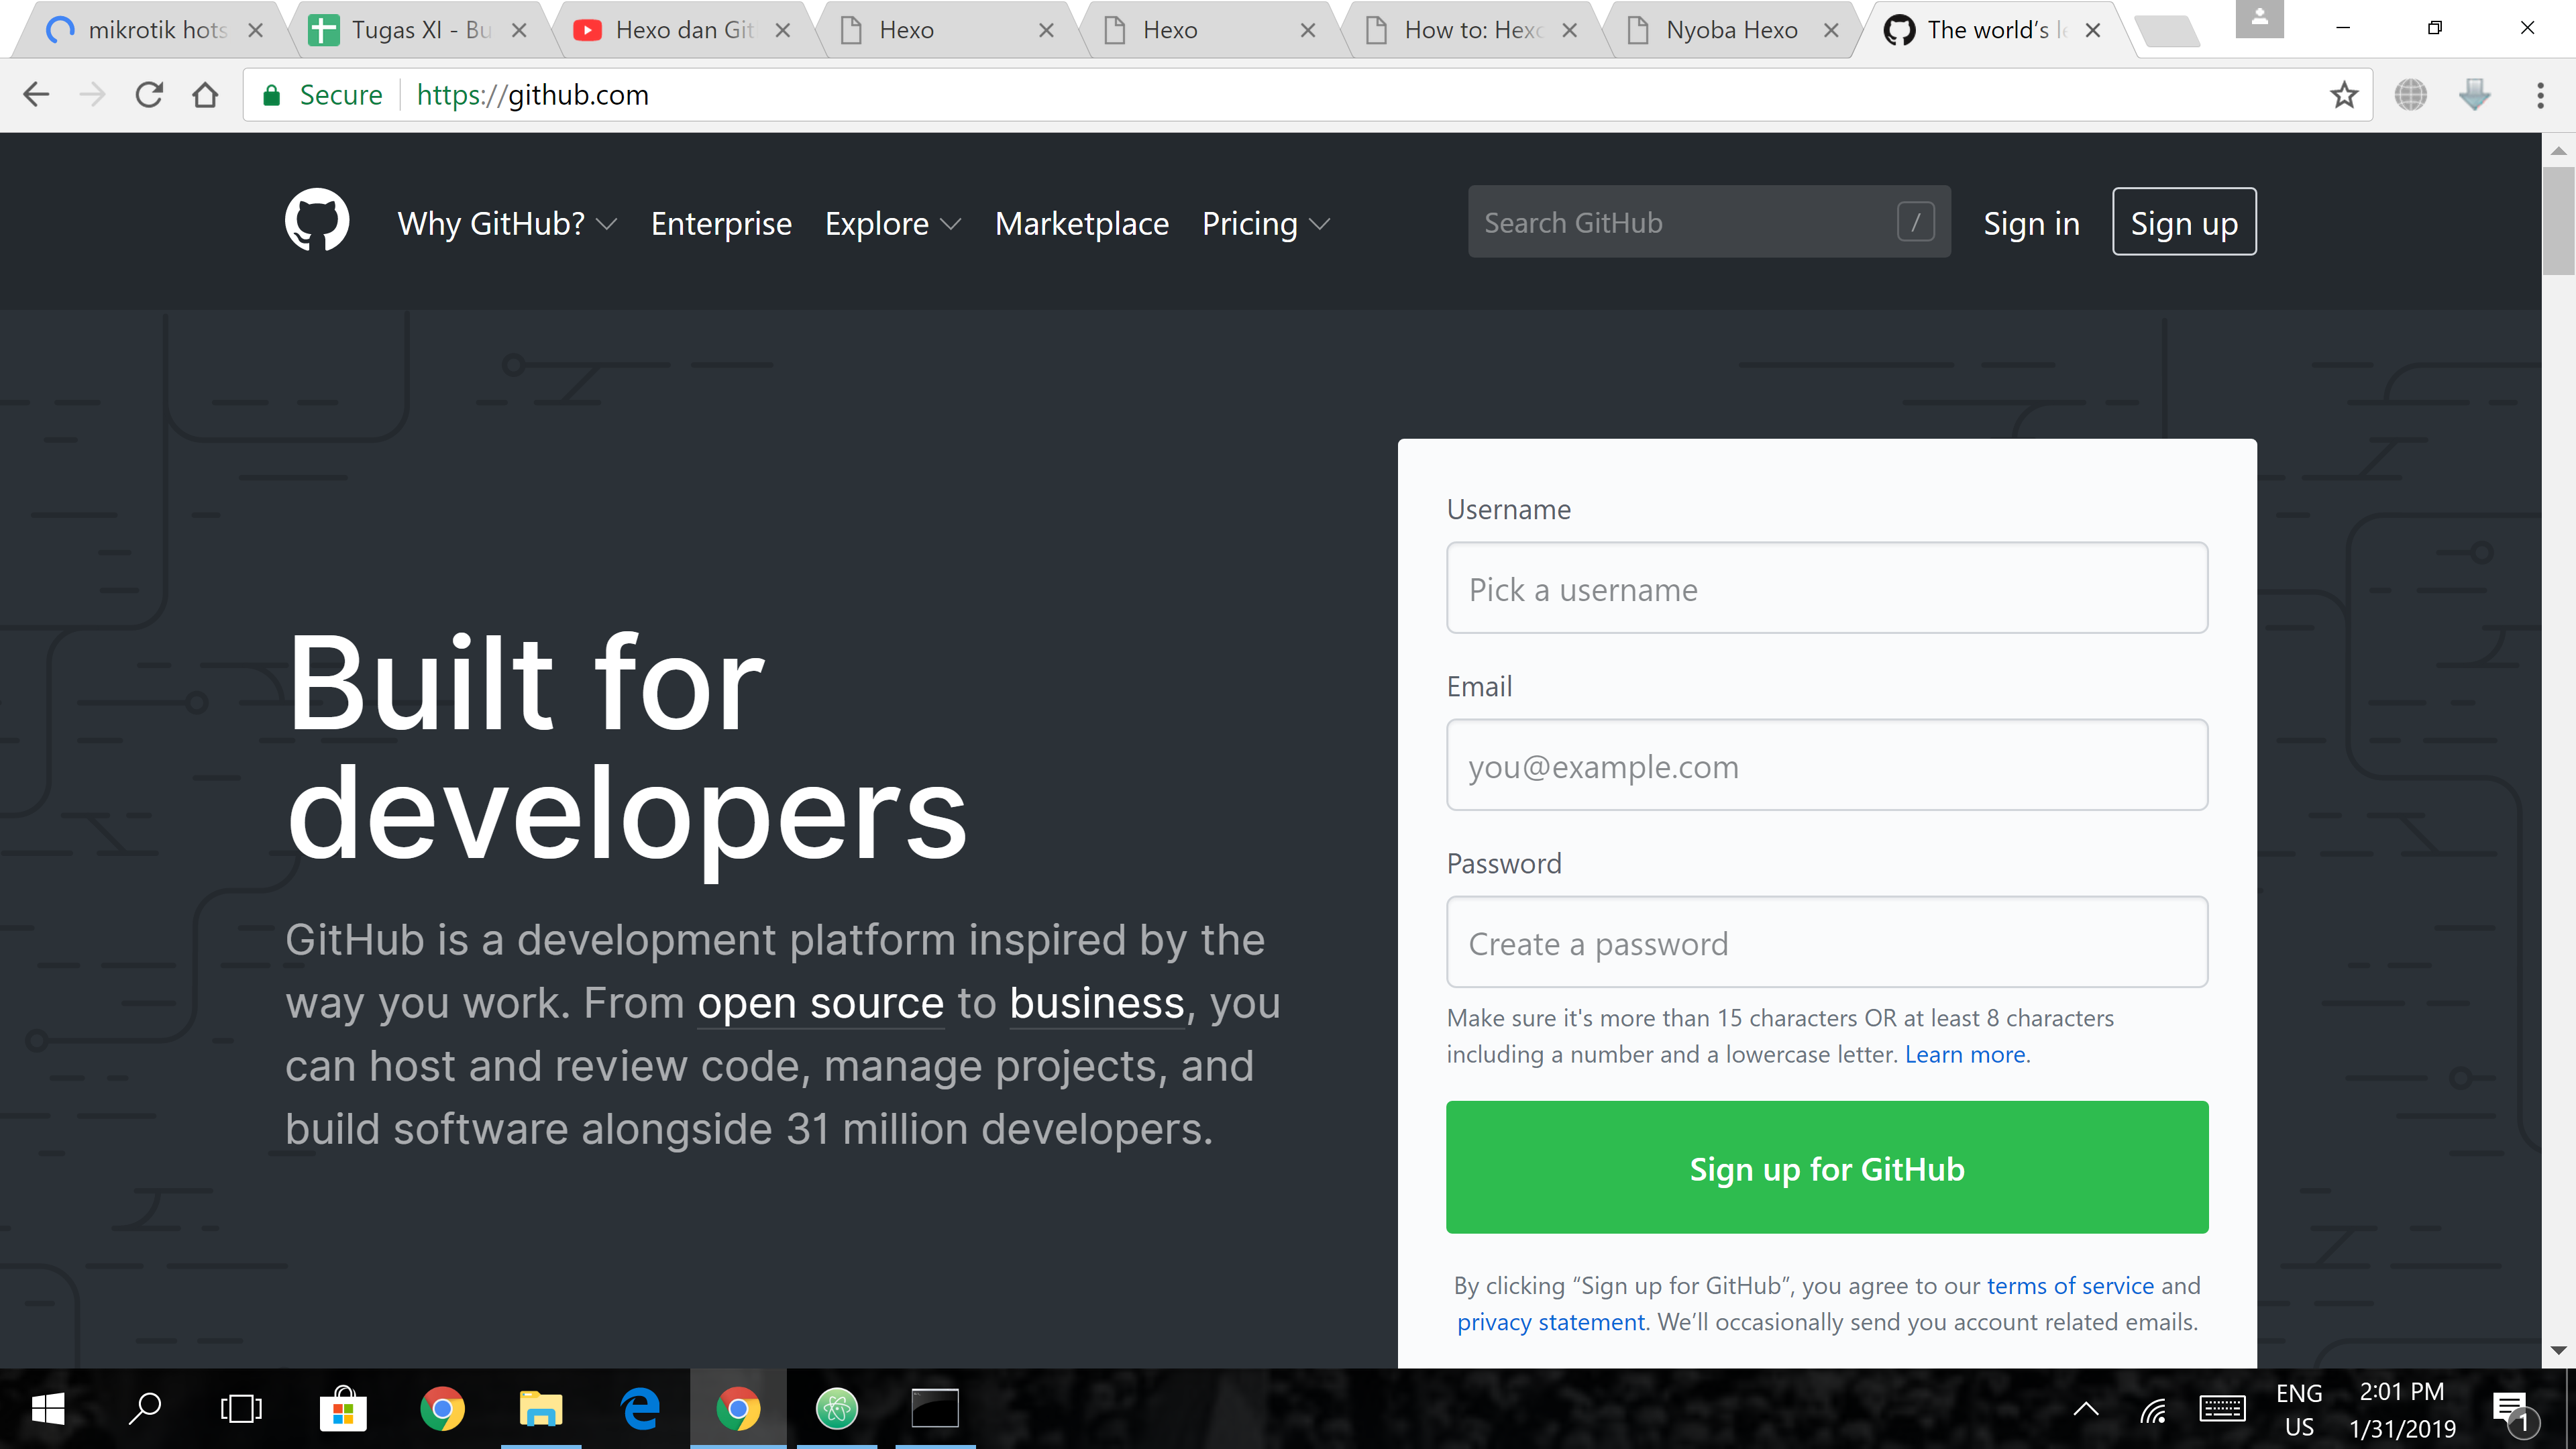 mikrotik hots
Tugas XI - Bu
Hexo dan Git
Hexo
Hexo
How to: Hexo
Nyoba Hexo
The world's le
Secure
https://github.com
Why GitHub?
Enterprise
Explore
Marketplace
Pricing
Search GitHub
/
Sign in
Sign up
Built for
developers
GitHub is a development platform inspired by the
way you work. From open source to business, you
can host and review code, manage projects, and
build software alongside 31 million developers.
Username
Pick a username
Email
you@example.com
Password
Create a password
Make sure it's more than 15 characters OR at least 8 characters
including a number and a lowercase letter. Learn more.
Sign up for GitHub
By clicking “Sign up for GitHub”, you agree to our terms of service and
privacy statement. We’ll occasionally send you account related emails.
ENG
US
2:01 PM
1/31/2019
1